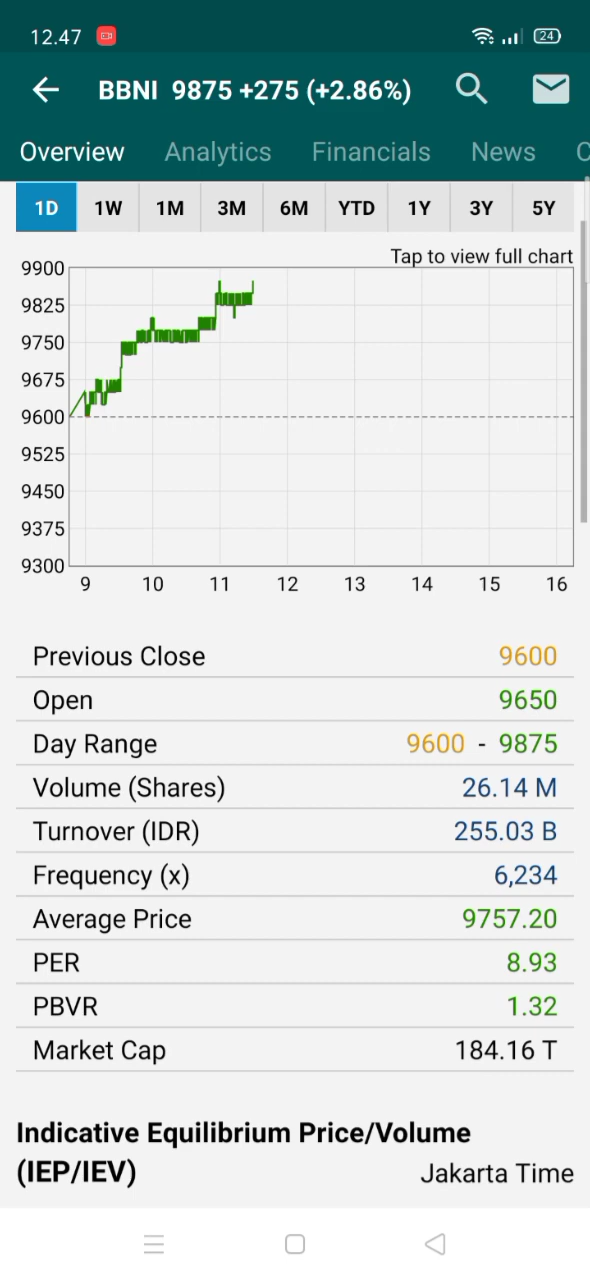 12.47 24
BBNI 9875 +275 (+2.86%)
Overview Analytics Financials News C
1D 1W 1M 3M 6M YTD 1Y 3Y 5Y
Tap to view full chart
9900
9825
9750
9675
9600
9525
9450
9375
9300
9 10 11 12 13 14 15 16
Previous Close 9600
Open 9650
Day Range 9600 - 9875
Volume (Shares) 26.14 M
Turnover (IDR) 255.03 B
Frequency (x) 6,234
Average Price 9757.20
PER 8.93
PBVR 1.32
Market Cap 184.16 T
Indicative Equilibrium Price/Volume
(IEP/IEV) Jakarta Time